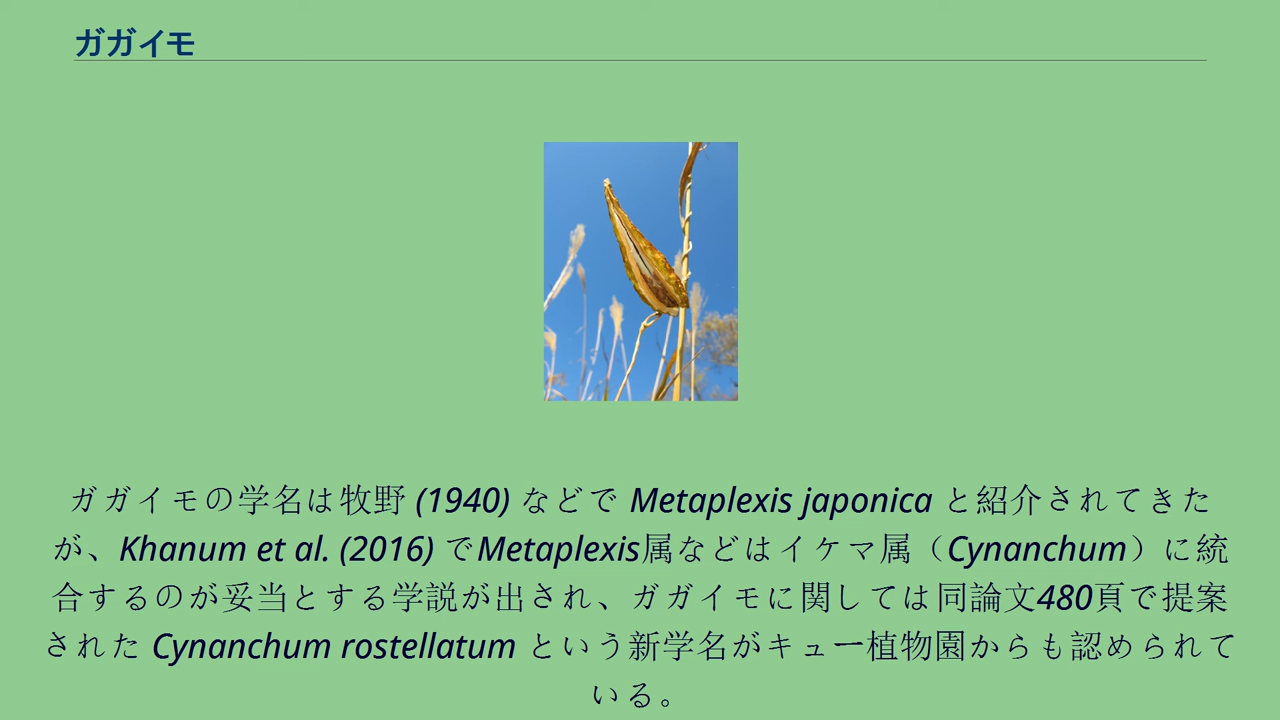 ガガイモ
ガガイモの学名は牧野 (1940) などで Metaplexis japonica と紹介されてきた
が、Khanum et al. (2016) でMetaplexis属などはイケマ属（Cynanchum）に統
合するのが妥当とする学説が出され、ガガイモに関しては同論文480頁で提案
された Cynanchum rostellatum という新学名がキュー植物園からも認められて
いる。